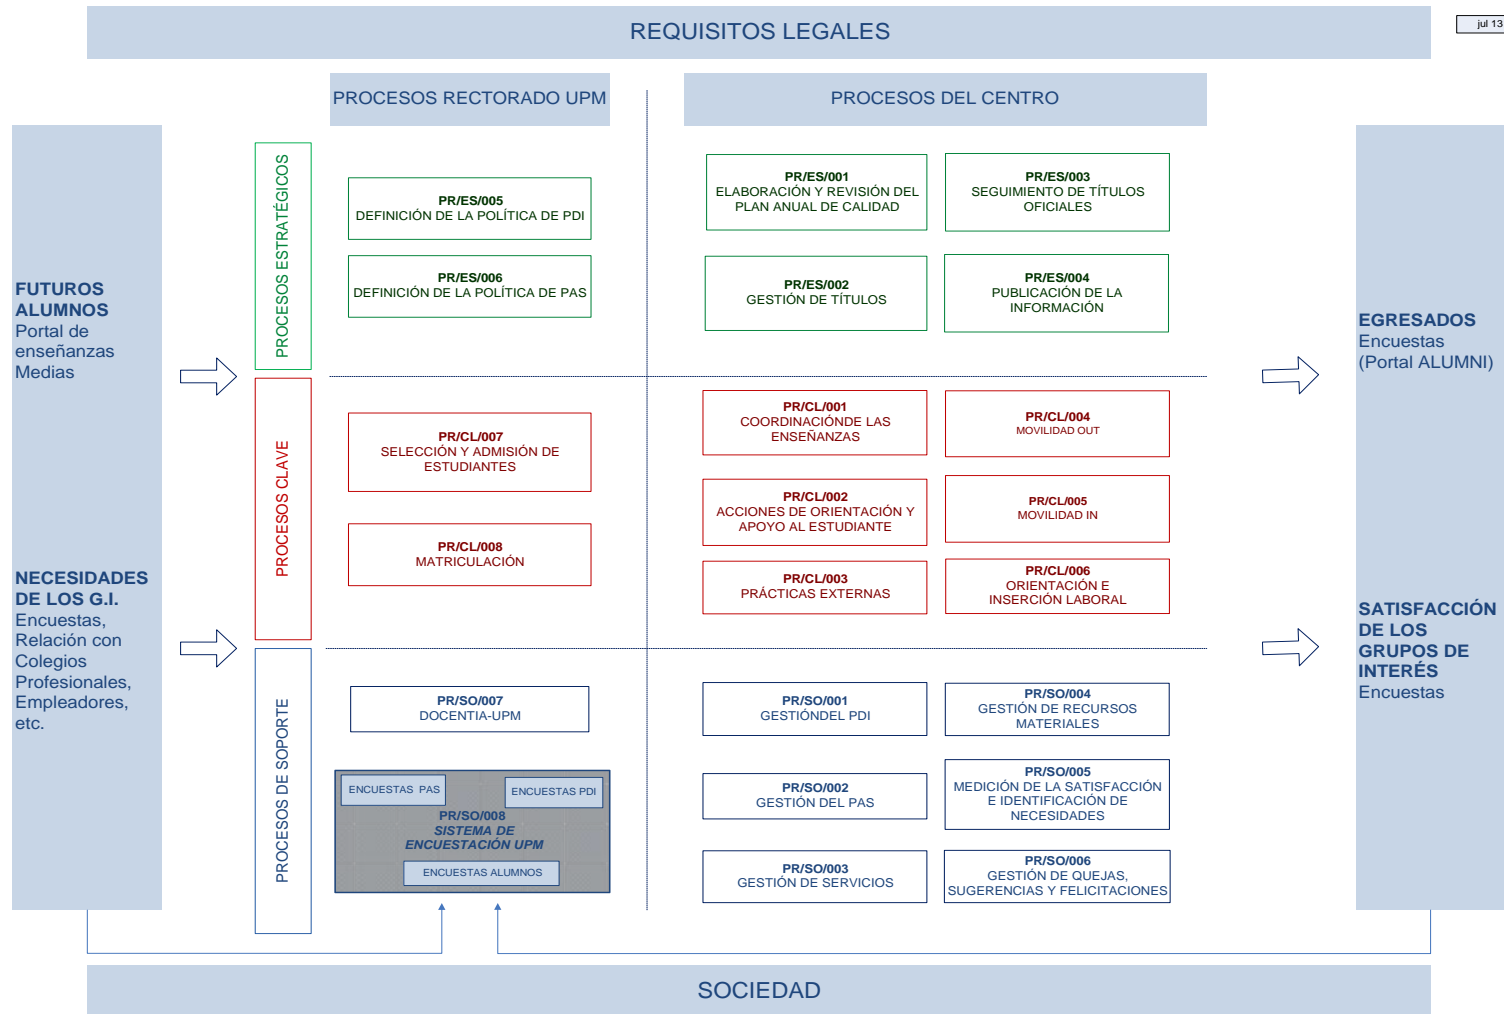 REQUISITOS LEGALES
jul 13
PROCESOS RECTORADO UPM
PROCESOS DEL CENTRO
FUTUROS
ALUMNOS
Portal de
enseñanzas
Medias
NECESIDADES
DE LOS G.I.
Encuestas,
Relación con
Colegios
Profesionales,
Empleadores,
etc.
PROCESOS ESTRATÉGICOS
PR/ES/005
DEFINICIÓN DE LA POLÍTICA DE PDI
PR/ES/006
DEFINICIÓN DE LA POLÍTICA DE PAS
PR/ES/001
ELABORACIÓN Y REVISIÓN DEL
PLAN ANUAL DE CALIDAD
PR/ES/003
SEGUIMIENTO DE TÍTULOS
OFICIALES
PR/ES/002
GESTIÓN DE TÍTULOS
PR/ES/004
PUBLICACIÓN DE LA
INFORMACIÓN
PROCESOS CLAVE
PR/CL/007
SELECCIÓN Y ADMISIÓN DE
ESTUDIANTES
PR/CL/008
MATRICULACIÓN
PR/CL/001
COORDINACIÓNDE LAS
ENSEÑANZAS
PR/CL/004
MOVILIDAD OUT
PR/CL/002
ACCIONES DE ORIENTACIÓN Y
APOYO AL ESTUDIANTE
PR/CL/005
MOVILIDAD IN
PR/CL/003
PRÁCTICAS EXTERNAS
PR/CL/006
ORIENTACIÓN E
INSERCIÓN LABORAL
PROCESOS DE SOPORTE
PR/SO/007
DOCENTIA-UPM
ENCUESTAS PAS
ENCUESTAS PDI
PR/SO/008
SISTEMA DE
ENCUESTACIÓN UPM
ENCUESTAS ALUMNOS
PR/SO/001
GESTIÓNDEL PDI
PR/SO/004
GESTIÓN DE RECURSOS
MATERIALES
PR/SO/002
GESTIÓN DEL PAS
PR/SO/005
MEDICIÓN DE LA SATISFACCIÓN
E IDENTIFICACIÓN DE
NECESIDADES
PR/SO/003
GESTIÓN DE SERVICIOS
PR/SO/006
GESTIÓN DE QUEJAS,
SUGERENCIAS Y FELICITACIONES
EGRESADOS
Encuestas
(Portal ALUMNI)
SATISFACCIÓN
DE LOS
GRUPOS DE
INTERÉS
Encuestas
SOCIEDAD